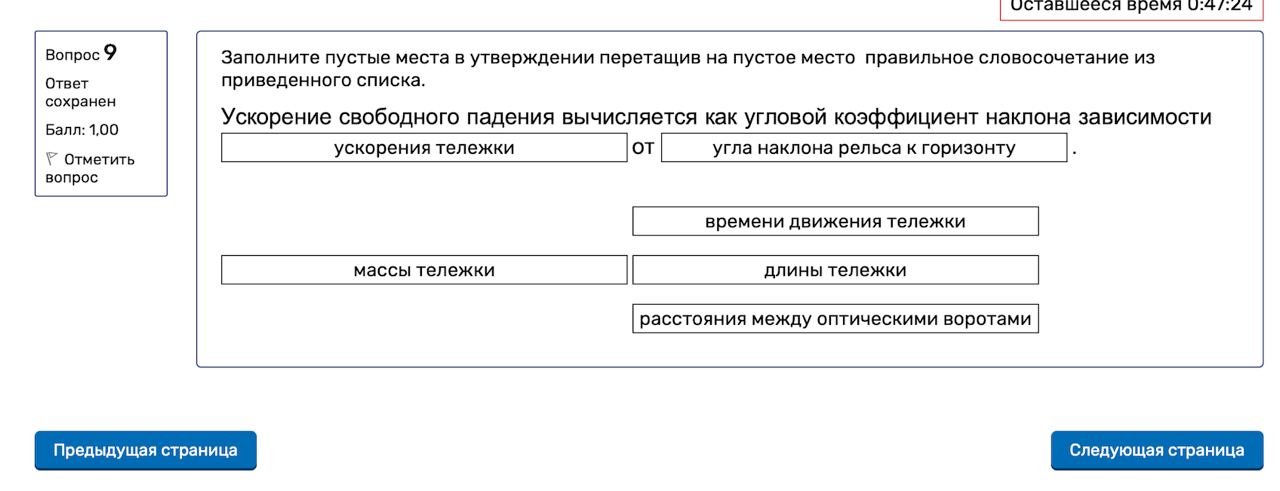 Оставшееся время 0:47:24
Вопрос 9
Ответ
сохранен
Балл: 1,00
Отметить
вопрос
Заполните пустые места в утверждении перетащив на пустое место правильное словосочетание из
приведенного списка.
Ускорение свободного падения вычисляется как угловой коэффициент наклона зависимости
ускорения тележки от угла наклона рельса к горизонту .
времени движения тележки
массы тележки длины тележки
расстояния между оптическими воротами
Предыдущая страница Следующая страница